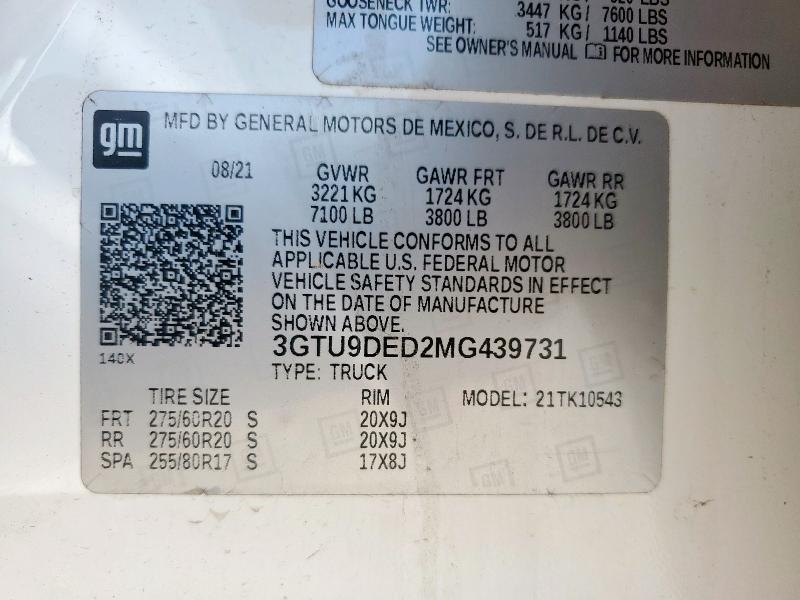 GOOSENECK TWR: 3447 KG/ 7600 LBS
MAX TONGUE WEIGHT: 517 KG/ 1140 LBS
SEE OWNER'S MANUAL FOR MORE INFORMATION
gm
MFD BY GENERAL MOTORS DE MEXICO, S. DE R.L. DE C.V.
08/21 GVWR GAWR FRT GAWR RR
3221 KG 1724 KG 1724 KG
7100 LB 3800 LB 3800 LB
THIS VEHICLE CONFORMS TO ALL
APPLICABLE U.S. FEDERAL MOTOR
VEHICLE SAFETY STANDARDS IN EFFECT
ON THE DATE OF MANUFACTURE
SHOWN ABOVE.
3GTU9DED2MG439731
140X
TYPE: TRUCK
TIRE SIZE RIM MODEL: 21TK10543
FRT 275/60R20 S 20X9J
RR 275/60R20 S 20X9J
SPA 255/80R17 S 17X8J